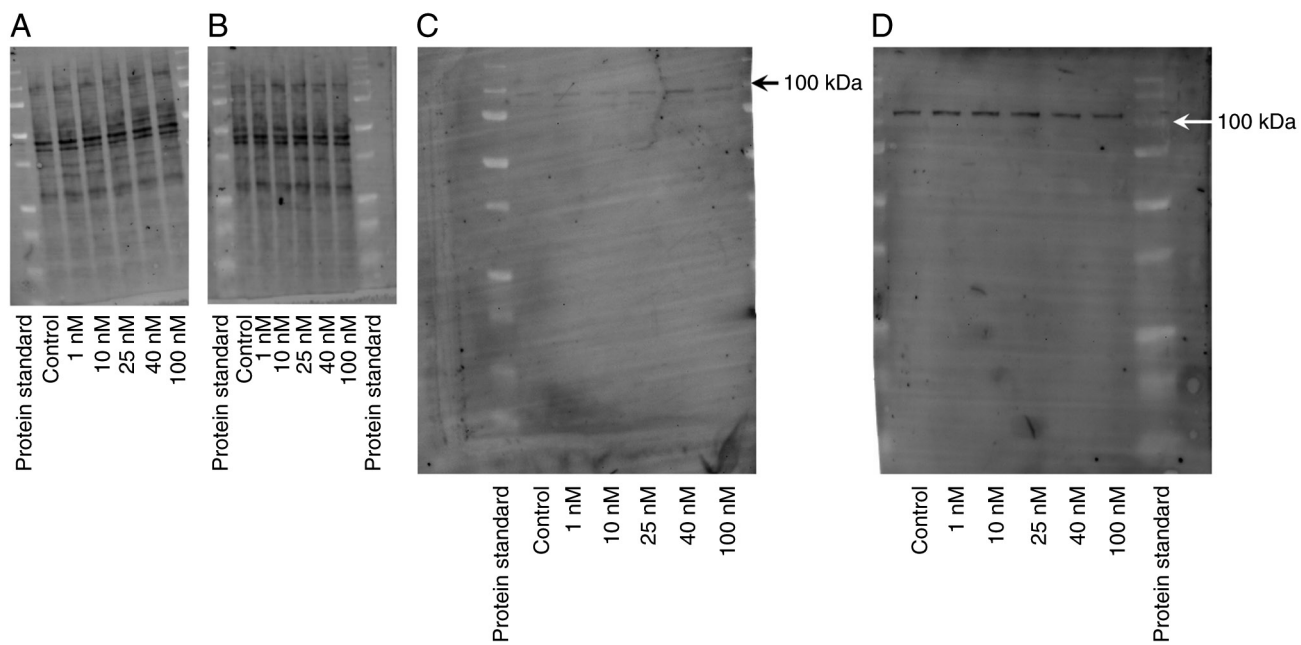 A
B
C
D
100 kDa
100 kDa
Protein standard
Control
1 nM
10 nM
25 nM
40 nM
100 nM
Protein standard
Control
1 nM
10 nM
25 nM
40 nM
100 nM
Protein standard
Protein standard
Control
1 nM
10 nM
25 nM
40 nM
100 nM
Control
1 nM
10 nM
25 nM
40 nM
100 nM
Protein standard